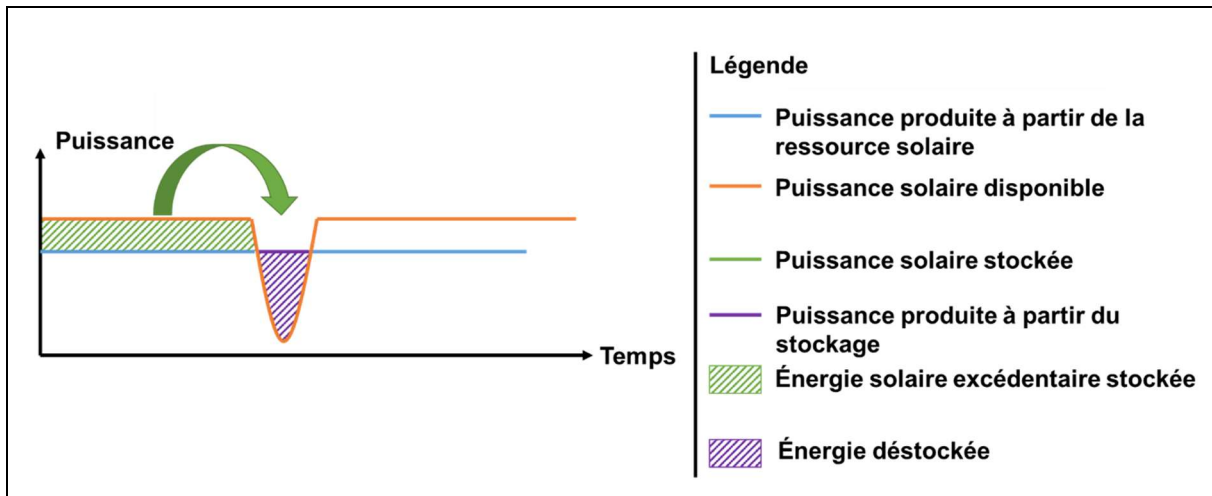 Puissance
Temps
Légende
Puissance produite à partir de la
ressource solaire
Puissance solaire disponible
Puissance solaire stockée
Puissance produite à partir du
stockage
Énergie solaire excédentaire stockée
Énergie déstockée